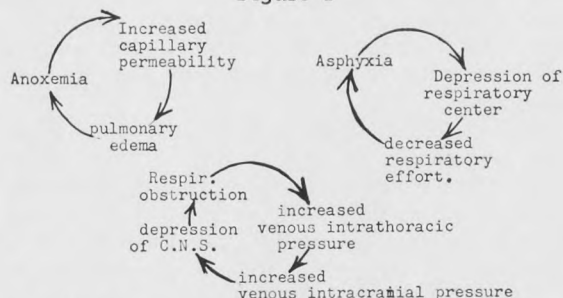 Increased
capillary
permeability
Anoxemia
pulmonary
edema
Asphyxia
Depression of
respiratory
center
decreased
respiratory
effort.
Respir.
obstruction
increased
venous intrathoracic
pressure
depression
of C.N.S.
increased
venous intracranial pressure